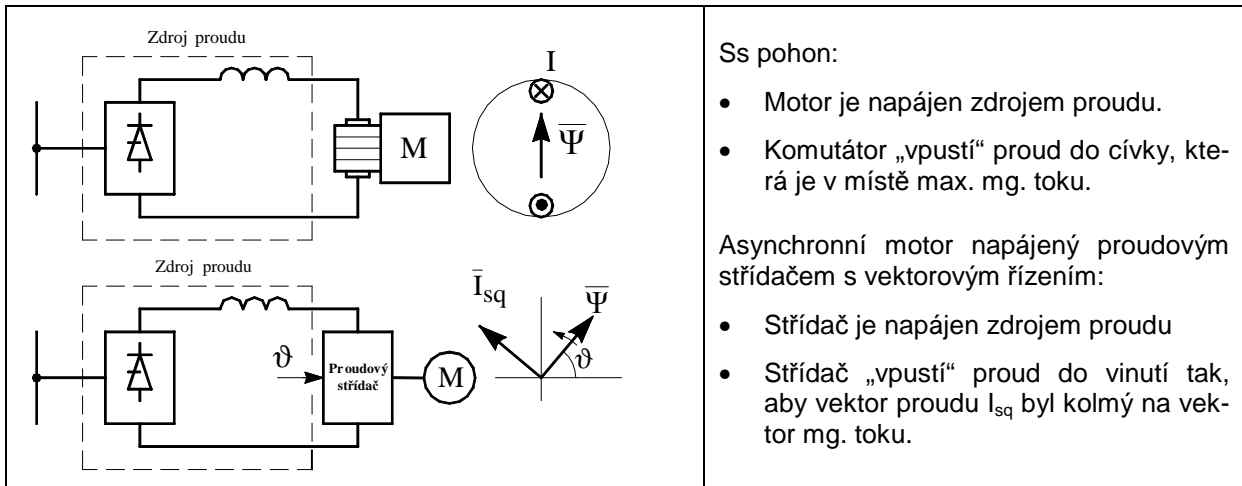 Zdroj proudu
I
M
Ψ̅
Zdroj proudu
I̅sq
Ψ̅
ϑ
Proudový
střídač
M
ϑ
Ss pohon:
• Motor je napájen zdrojem proudu.
• Komutátor „vpustí“ proud do cívky, kte-
rá je v místě max. mg. toku.
Asynchronní motor napájený proudovým
střídačem s vektorovým řízením:
• Střídač je napájen zdrojem proudu
• Střídač „vpustí“ proud do vinutí tak,
aby vektor proudu Isq byl kolmý na vek-
tor mg. toku.